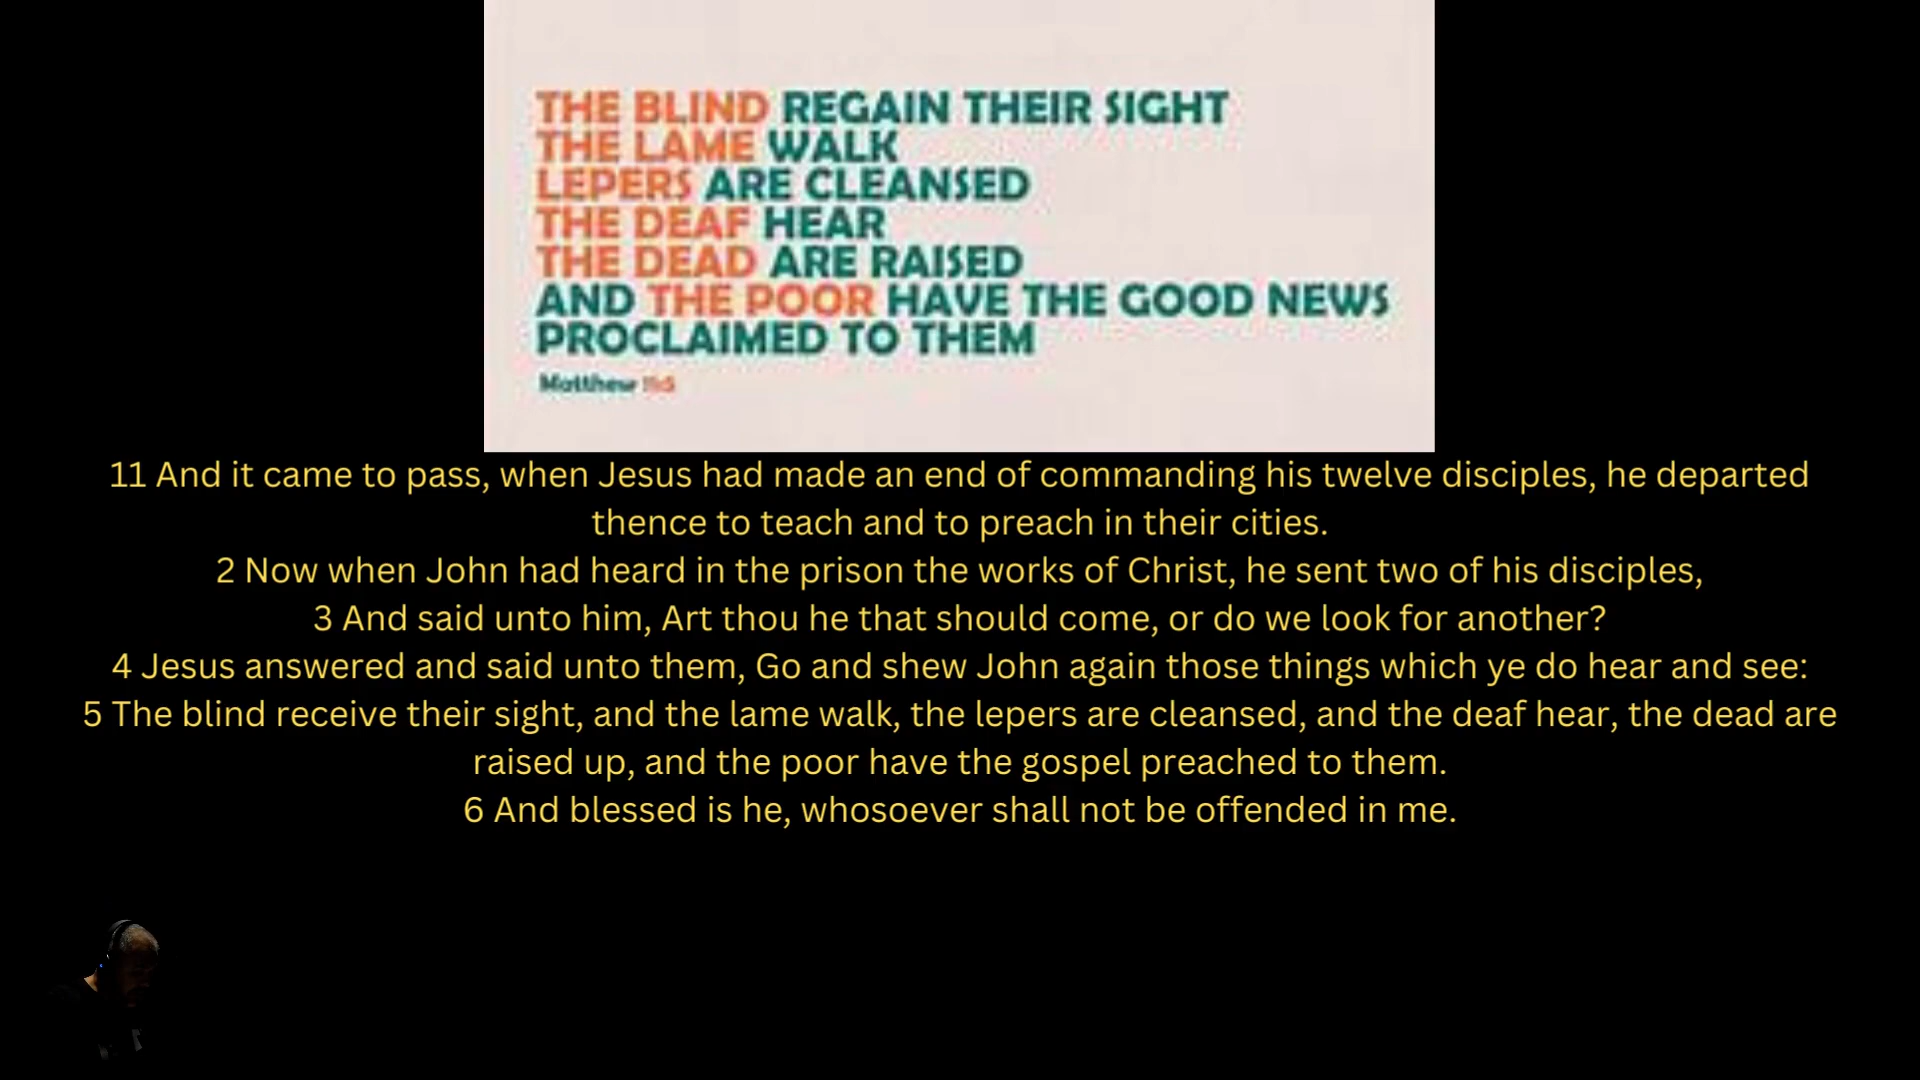 THE BLIND REGAIN THEIR SIGHT
THE LAME WALK
LEPERS ARE CLEANSED
THE DEAF HEAR
THE DEAD ARE RAISED
AND THE POOR HAVE THE GOOD NEWS
PROCLAIMED TO THEM
Matthew 11:5
11 And it came to pass, when Jesus had made an end of commanding his twelve disciples, he departed
thence to teach and to preach in their cities.
2 Now when John had heard in the prison the works of Christ, he sent two of his disciples,
3 And said unto him, Art thou he that should come, or do we look for another?
4 Jesus answered and said unto them, Go and shew John again those things which ye do hear and see:
5 The blind receive their sight, and the lame walk, the lepers are cleansed, and the deaf hear, the dead are
raised up, and the poor have the gospel preached to them.
6 And blessed is he, whosoever shall not be offended in me.